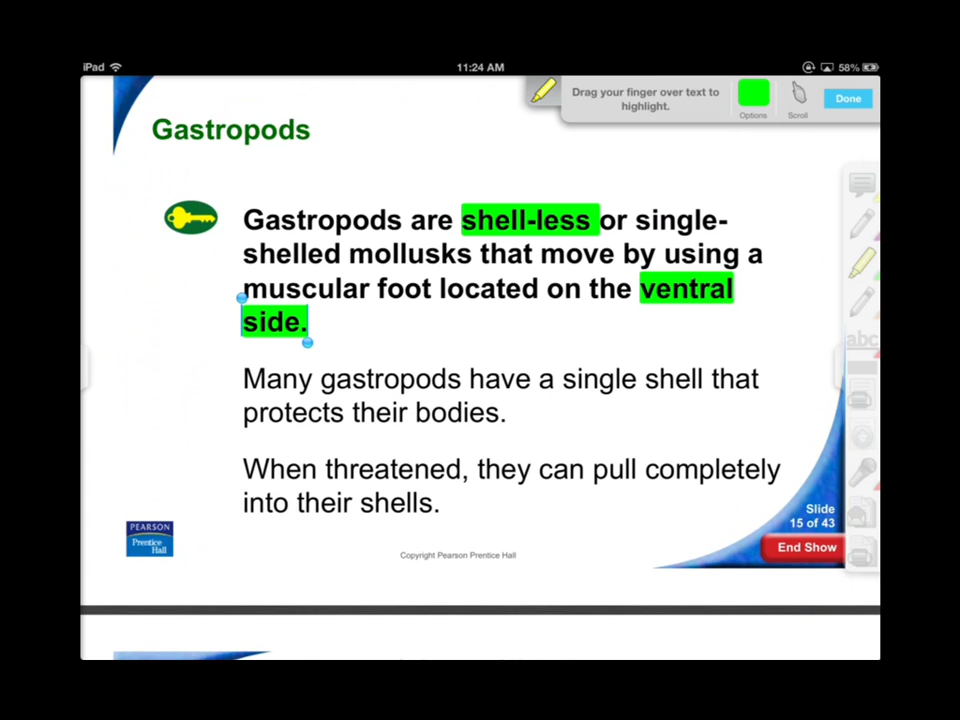 iPad
11:24 AM
58%
Drag your finger over text to
highlight.
Options
Scroll
Done
Gastropods
Gastropods are shell-less or single-
shelled mollusks that move by using a
muscular foot located on the ventral
side.
Many gastropods have a single shell that
protects their bodies.
When threatened, they can pull completely
into their shells.
abc
Slide
15 of 43
End Show
PEARSON
Prentice
Hall
Copyright Pearson Prentice Hall